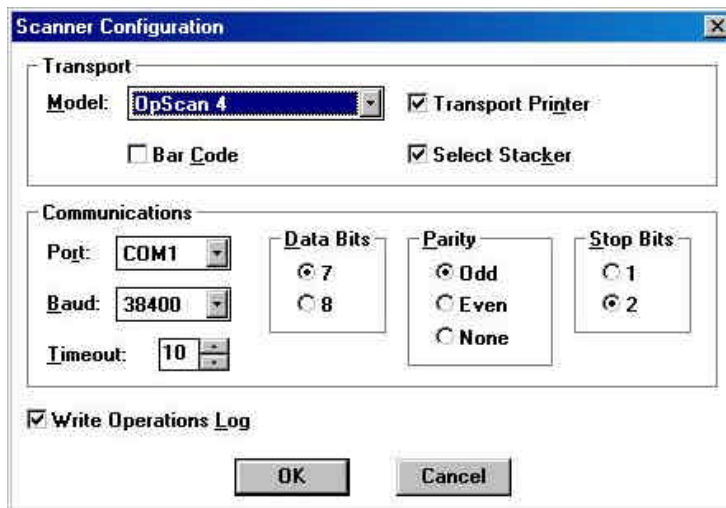 Scanner Configuration
Transport
Model: OpScan 4 Transport Printer
Bar Code Select Stacker
Communications
Port: COM1
Baud: 38400
Timeout: 10
Data Bits
7
8
Parity
Odd
Even
None
Stop Bits
1
2
Write Operations Log
OK Cancel